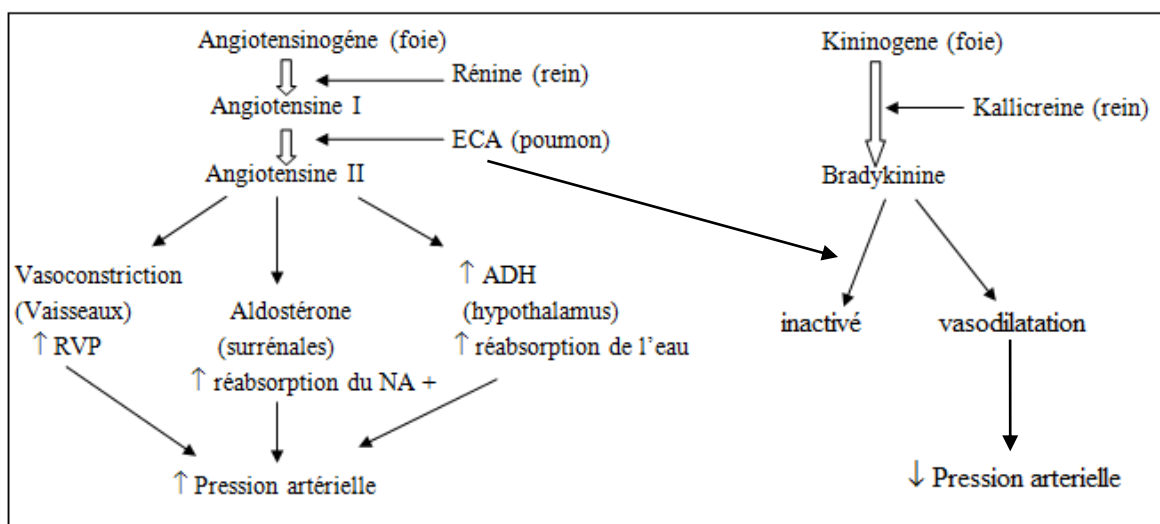 Angiotensinogéne (foie)
Rénine (rein)
Angiotensine I
ECA (poumon)
Angiotensine II
Vasoconstriction
(Vaisseaux)
↑ RVP
Aldostérone
(surrénales)
↑ réabsorption du NA +
↑ ADH
(hypothalamus)
↑ réabsorption de l'eau
↑ Pression artérielle
Kininogene (foie)
Kallicreine (rein)
Bradykinine
inactivé
vasodilatation
↓ Pression arterielle